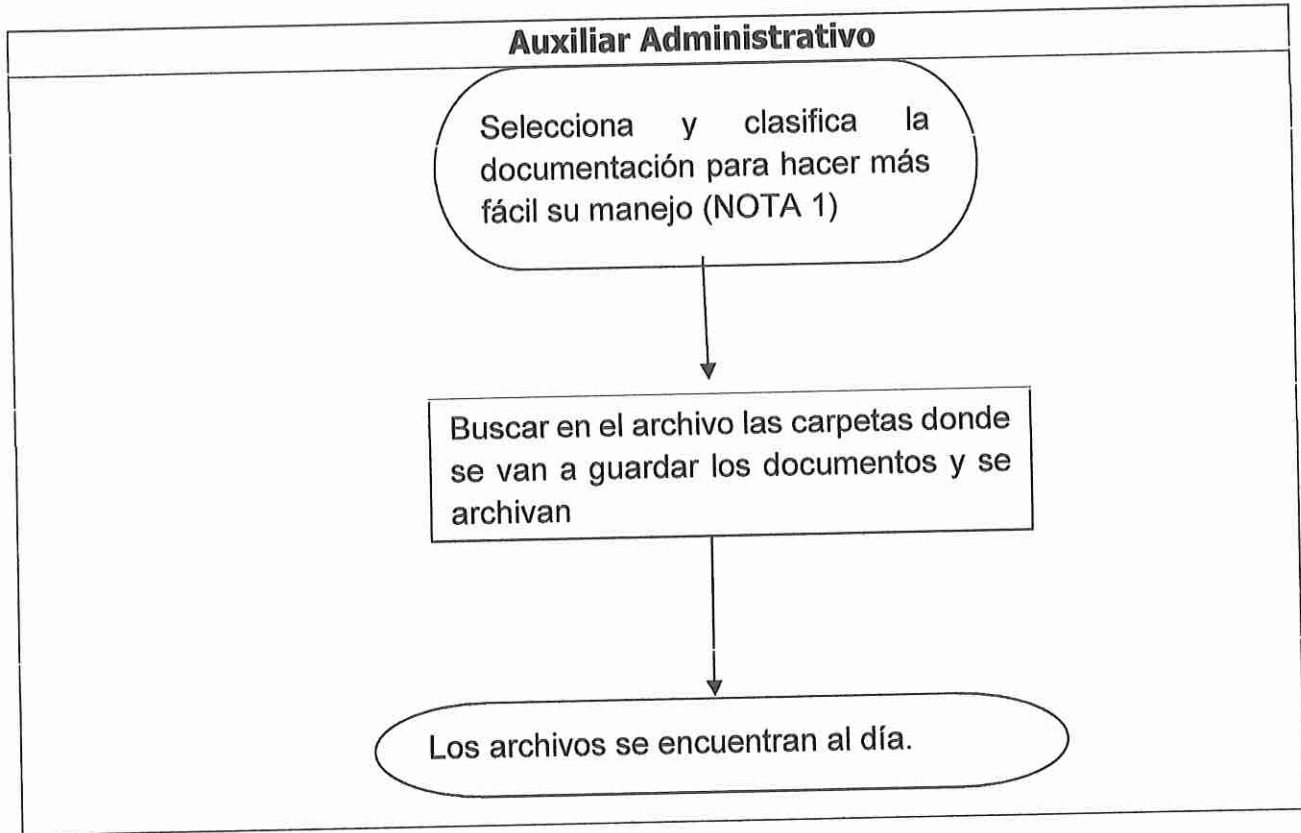 Auxiliar Administrativo
Selecciona y clasifica la
documentación para hacer más
fácil su manejo (NOTA 1)
Buscar en el archivo las carpetas donde
se van a guardar los documentos y se
archivan
Los archivos se encuentran al día.